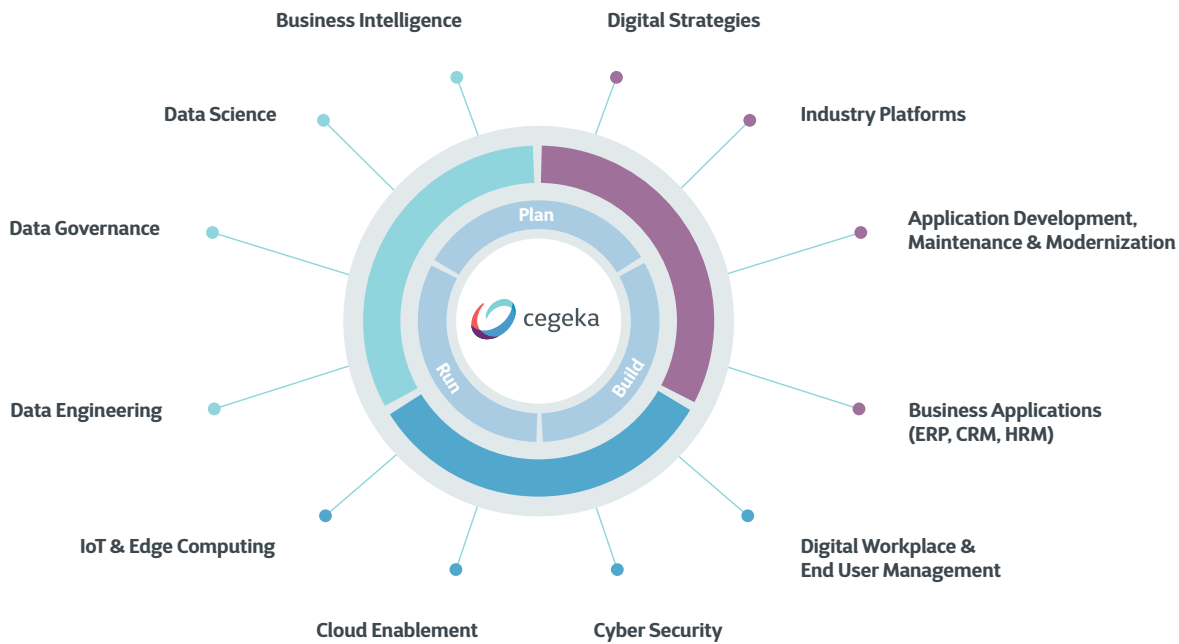 Business Intelligence
Digital Strategies
Data Science
Industry Platforms
Data Governance
Application Development,
Maintenance & Modernization
Plan
cegeka
Run
Build
Data Engineering
Business Applications
(ERP, CRM, HRM)
IoT & Edge Computing
Digital Workplace &
End User Management
Cloud Enablement
Cyber Security